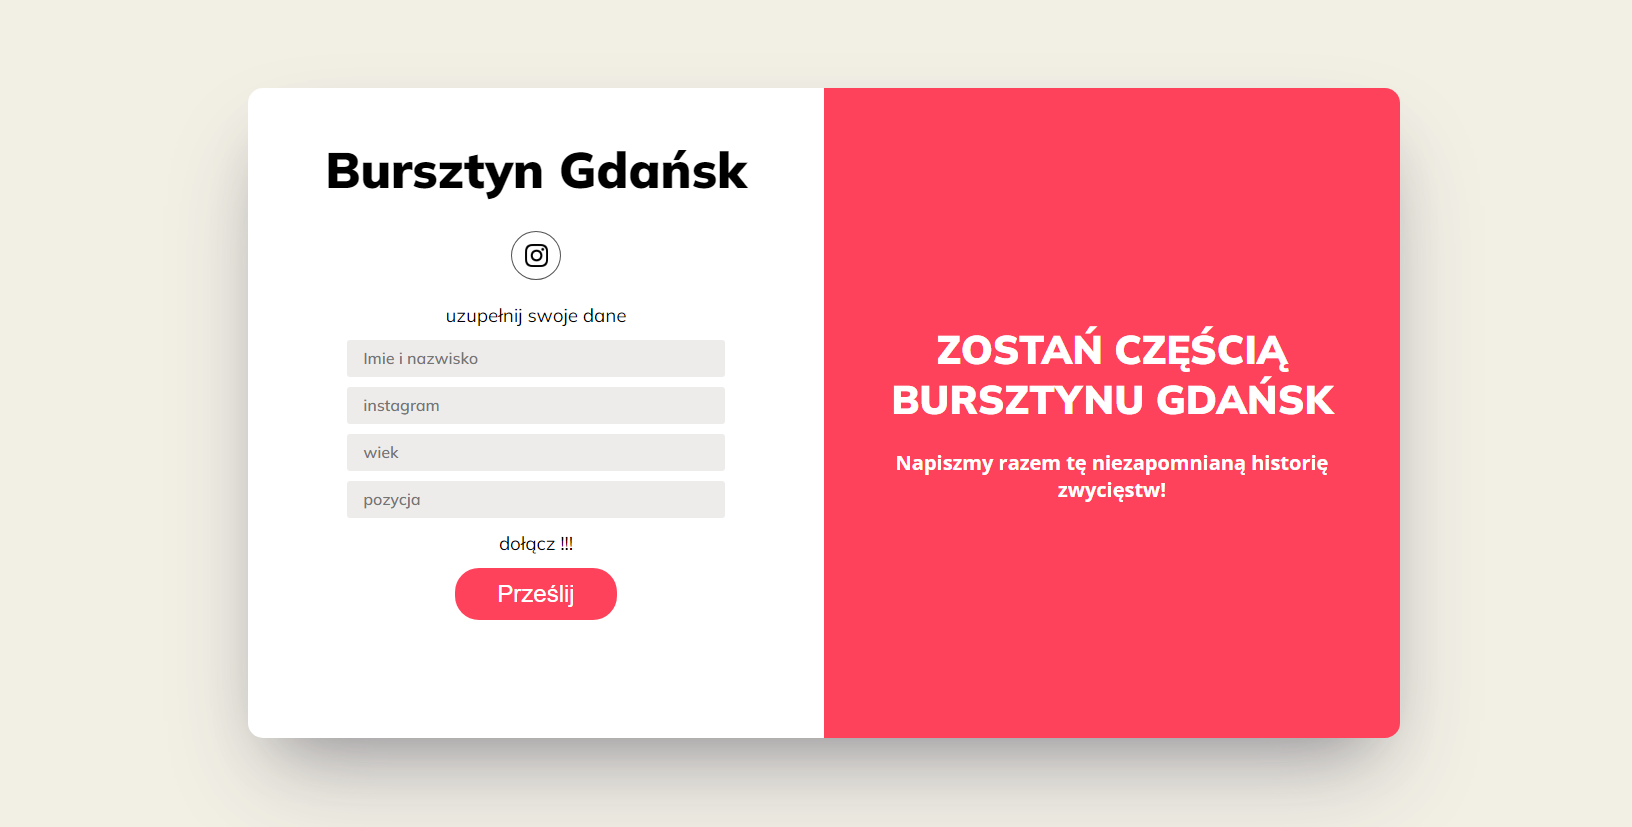 Bursztyn Gdańsk
uzupełnij swoje dane
Imie i nazwisko
instagram
wiek
pozycja
dołącz !!!
Prześlij
ZOSTAŃ CZĘŚCIĄ
BURSZTYNU GDAŃSK
Napiszmy razem tę niezapomnianą historię
zwycięstw!